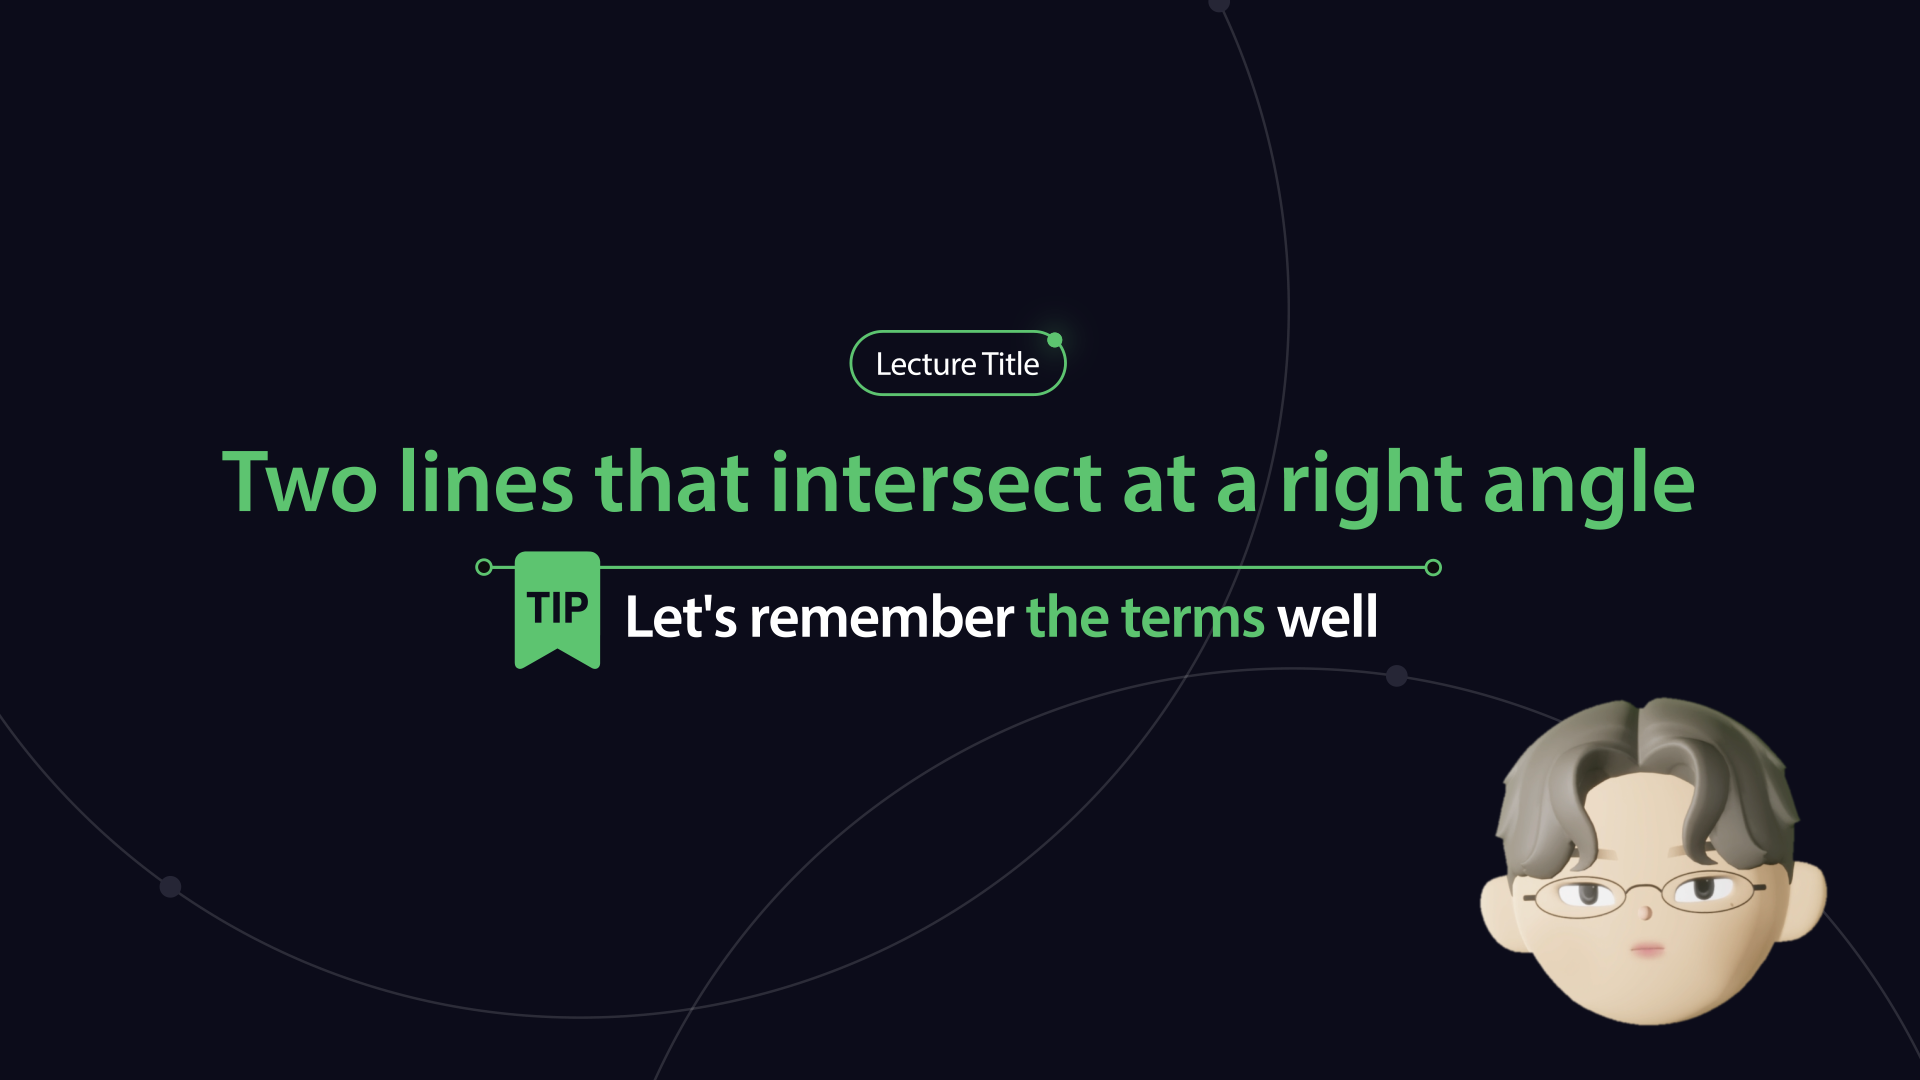 Lecture Title
Two lines that intersect at a right angle
TIP
Let's remember the terms well